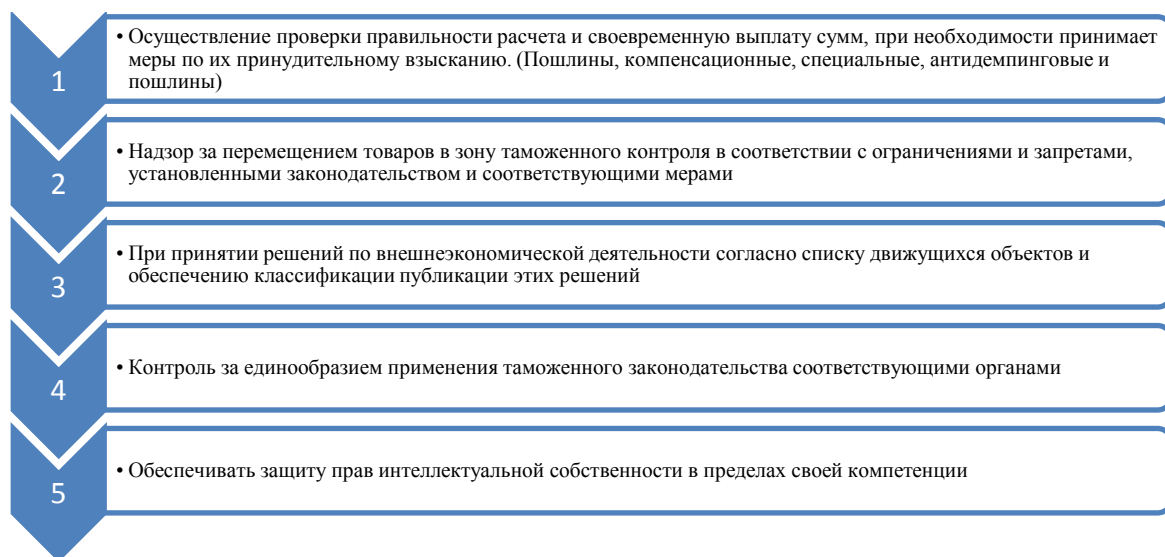 1
• Осуществление проверки правильности расчета и своевременную выплату сумм, при необходимости принимает
меры по их принудительному взысканию. (Пошлины, компенсационные, специальные, антидемпинговые и
пошлины)
2
• Надзор за перемещением товаров в зону таможенного контроля в соответствии с ограничениями и запретами,
установленными законодательством и соответствующими мерами
3
• При принятии решений по внешнеэкономической деятельности согласно списку движущихся объектов и
обеспечению классификации публикации этих решений
4
• Контроль за единообразием применения таможенного законодательства соответствующими органами
5
• Обеспечивать защиту прав интеллектуальной собственности в пределах своей компетенции